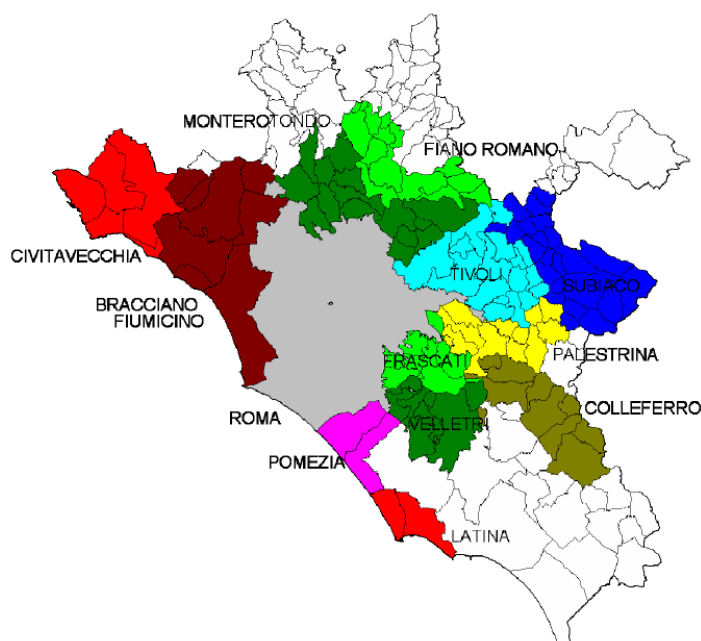 MONTEROTONDO
FIANO ROMANO
CIVITAVECCHIA
TIVOLI
SUBIACO
BRACCIANO
FIUMICINO
FRASCATI
PALESTRINA
ROMA
VELLETRI
COLLEFERRO
POMEZIA
LATINA